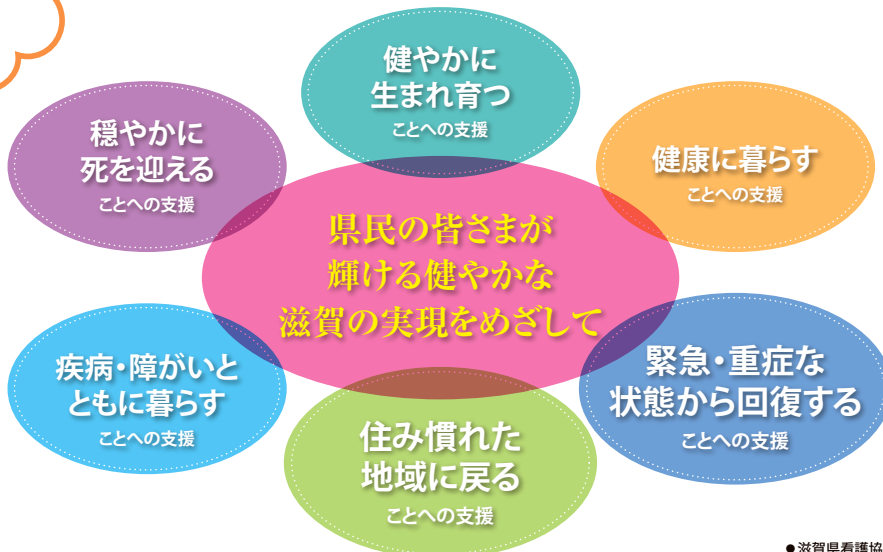 健やかに
生まれ育つ
ことへの支援
穏やかに
死を迎える
ことへの支援
健康に暮らす
ことへの支援
県民の皆さまが
輝ける健やかな
滋賀の実現をめざして
疾病・障がいと
ともに暮らす
ことへの支援
緊急・重症な
状態から回復する
ことへの支援
住み慣れた
地域に戻る
ことへの支援
●滋賀県看護協